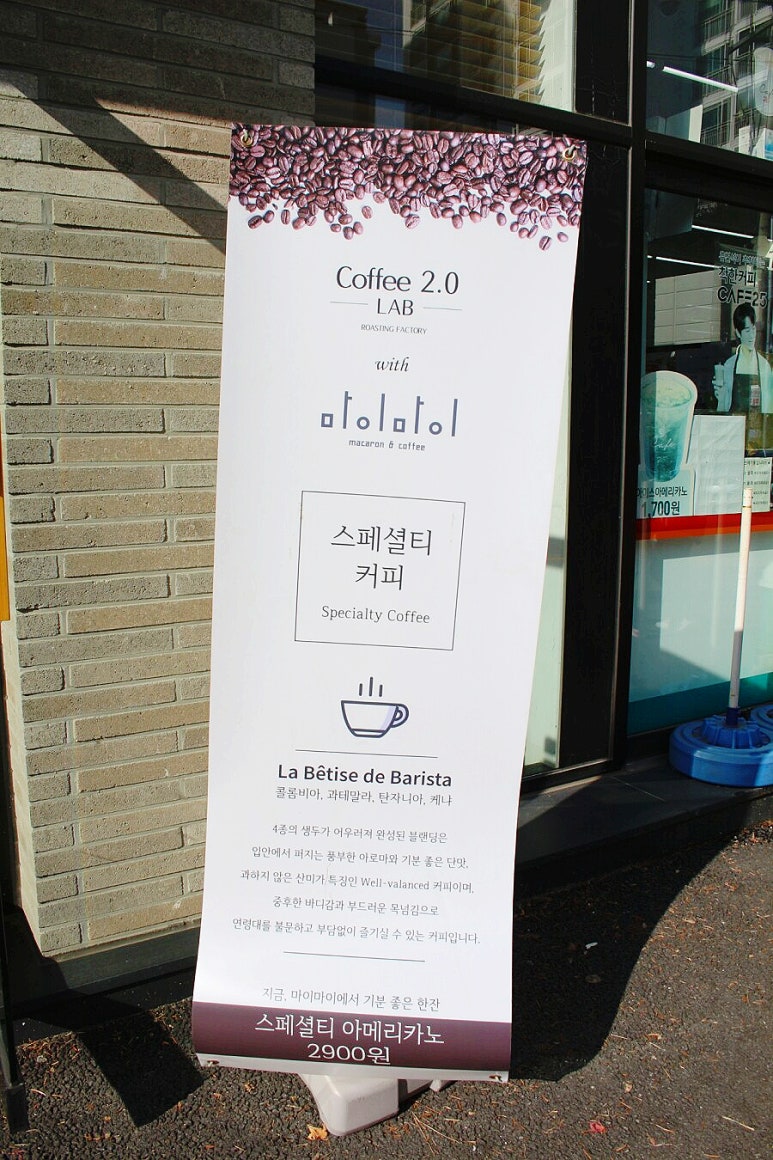 Coffee 2.0
LAB
ROASTING FACTORY
with
마이마이
macaron & coffee
스페셜티
커피
Specialty Coffee
La Bêtise de Barista
콜롬비아, 과테말라, 탄자니아, 케냐
4종의 생두가 어우러져 완성된 블랜딩은
입안에서 퍼지는 풍부한 아로마와 기분 좋은 단맛,
과하지 않은 산미가 특징인 Well-valanced 커피이며,
중후한 바디감과 부드러운 목넘김으로
연령대를 불문하고 부담없이 즐기실 수 있는 커피입니다.
지금, 마이마이에서 기분 좋은 한잔
스페셜티 아메리카노
2900원
착한커피
CAFE25
아이스아메리카노
1,700원